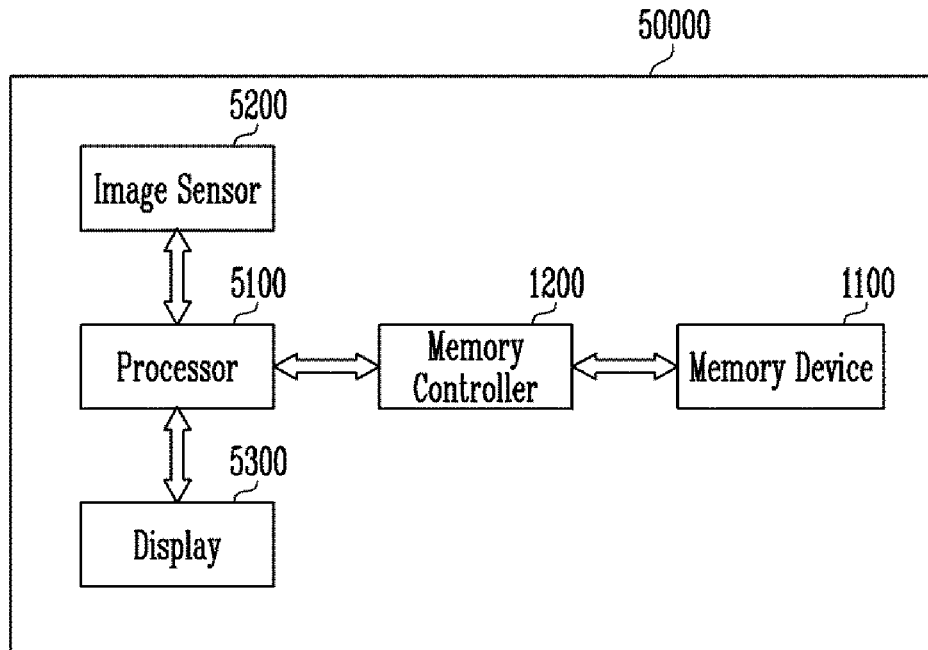 50000
5200
Image Sensor
5100
Processor
1200
Memory
Controller
1100
Memory Device
5300
Display